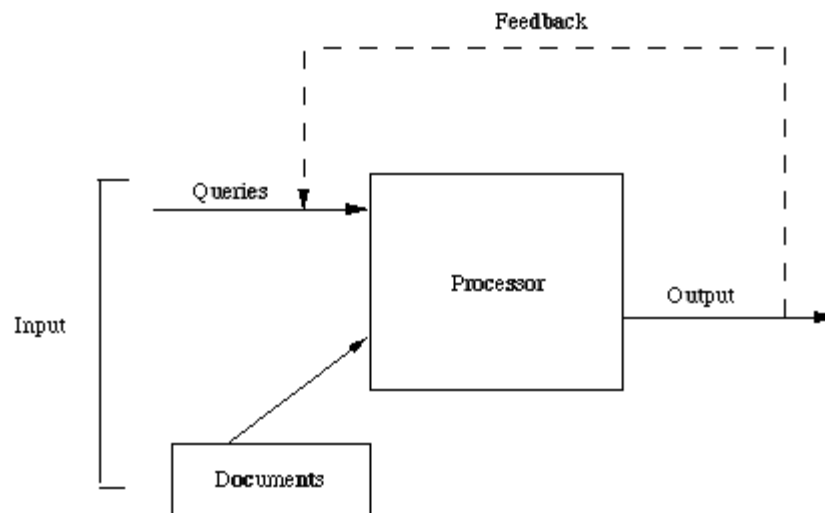 Feedback
Queries
Processor
Output
Input
Documents